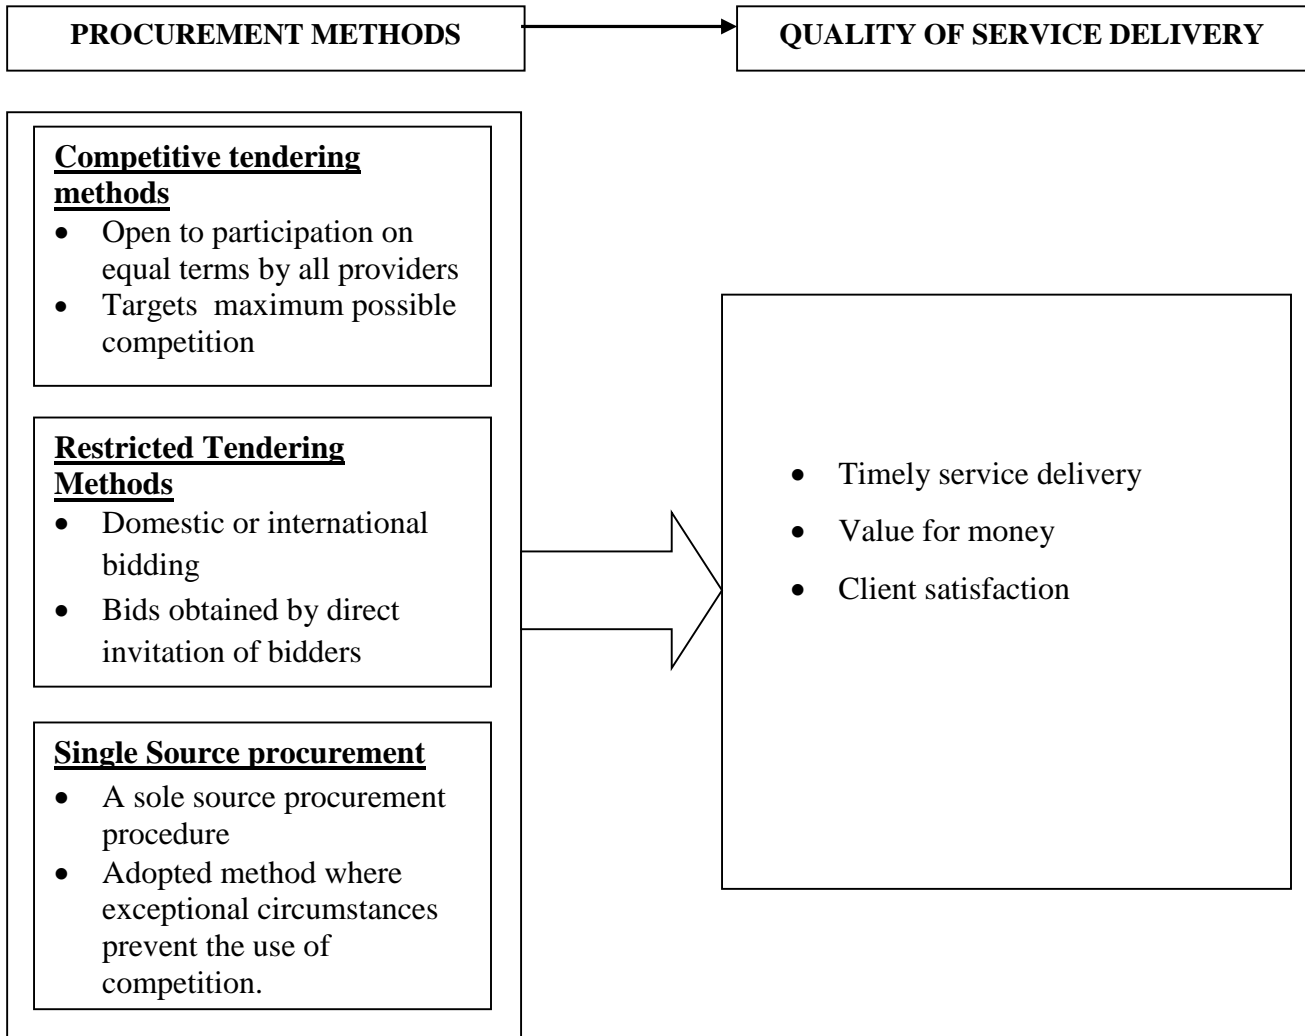 PROCUREMENT METHODS
QUALITY OF SERVICE DELIVERY
Competitive tendering
methods
• Open to participation on
equal terms by all providers
• Targets maximum possible
competition
Restricted Tendering
Methods
• Domestic or international
bidding
• Bids obtained by direct
invitation of bidders
Single Source procurement
• A sole source procurement
procedure
• Adopted method where
exceptional circumstances
prevent the use of
competition.
• Timely service delivery
• Value for money
• Client satisfaction